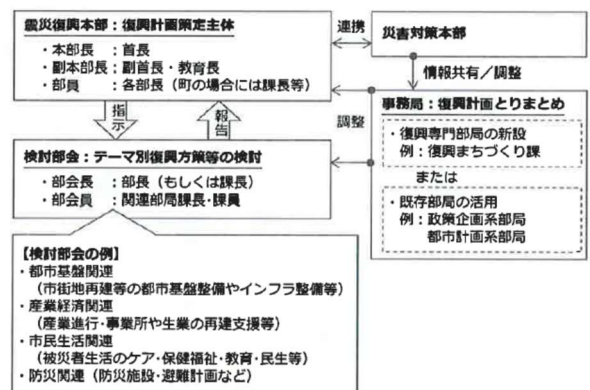 震災復興本部：復興計画策定主体
・本部長　：首長
・副本部長：副首長・教育長
・部員　　：各部長（町の場合には課長等）
連携
災害対策本部
情報共有／調整
指示
報告
調整
事務局：復興計画とりまとめ
・復興専門部局の新設
例：復興まちづくり課
または
・既存部局の活用
例：政策企画系部局
都市計画系部局
検討部会：テーマ別復興方策等の検討
・部会長　：部長（もしくは課長）
・部会員　：関連部局課長・課員
【検討部会の例】
・都市基盤関連
（市街地再建等の都市基盤整備やインフラ整備等）
・産業経済関連
（産業進行・事業所や生業の再建支援等）
・市民生活関連
（被災者生活のケア・保健福祉・教育・民生等）
・防災関連（防災施設・避難計画など）